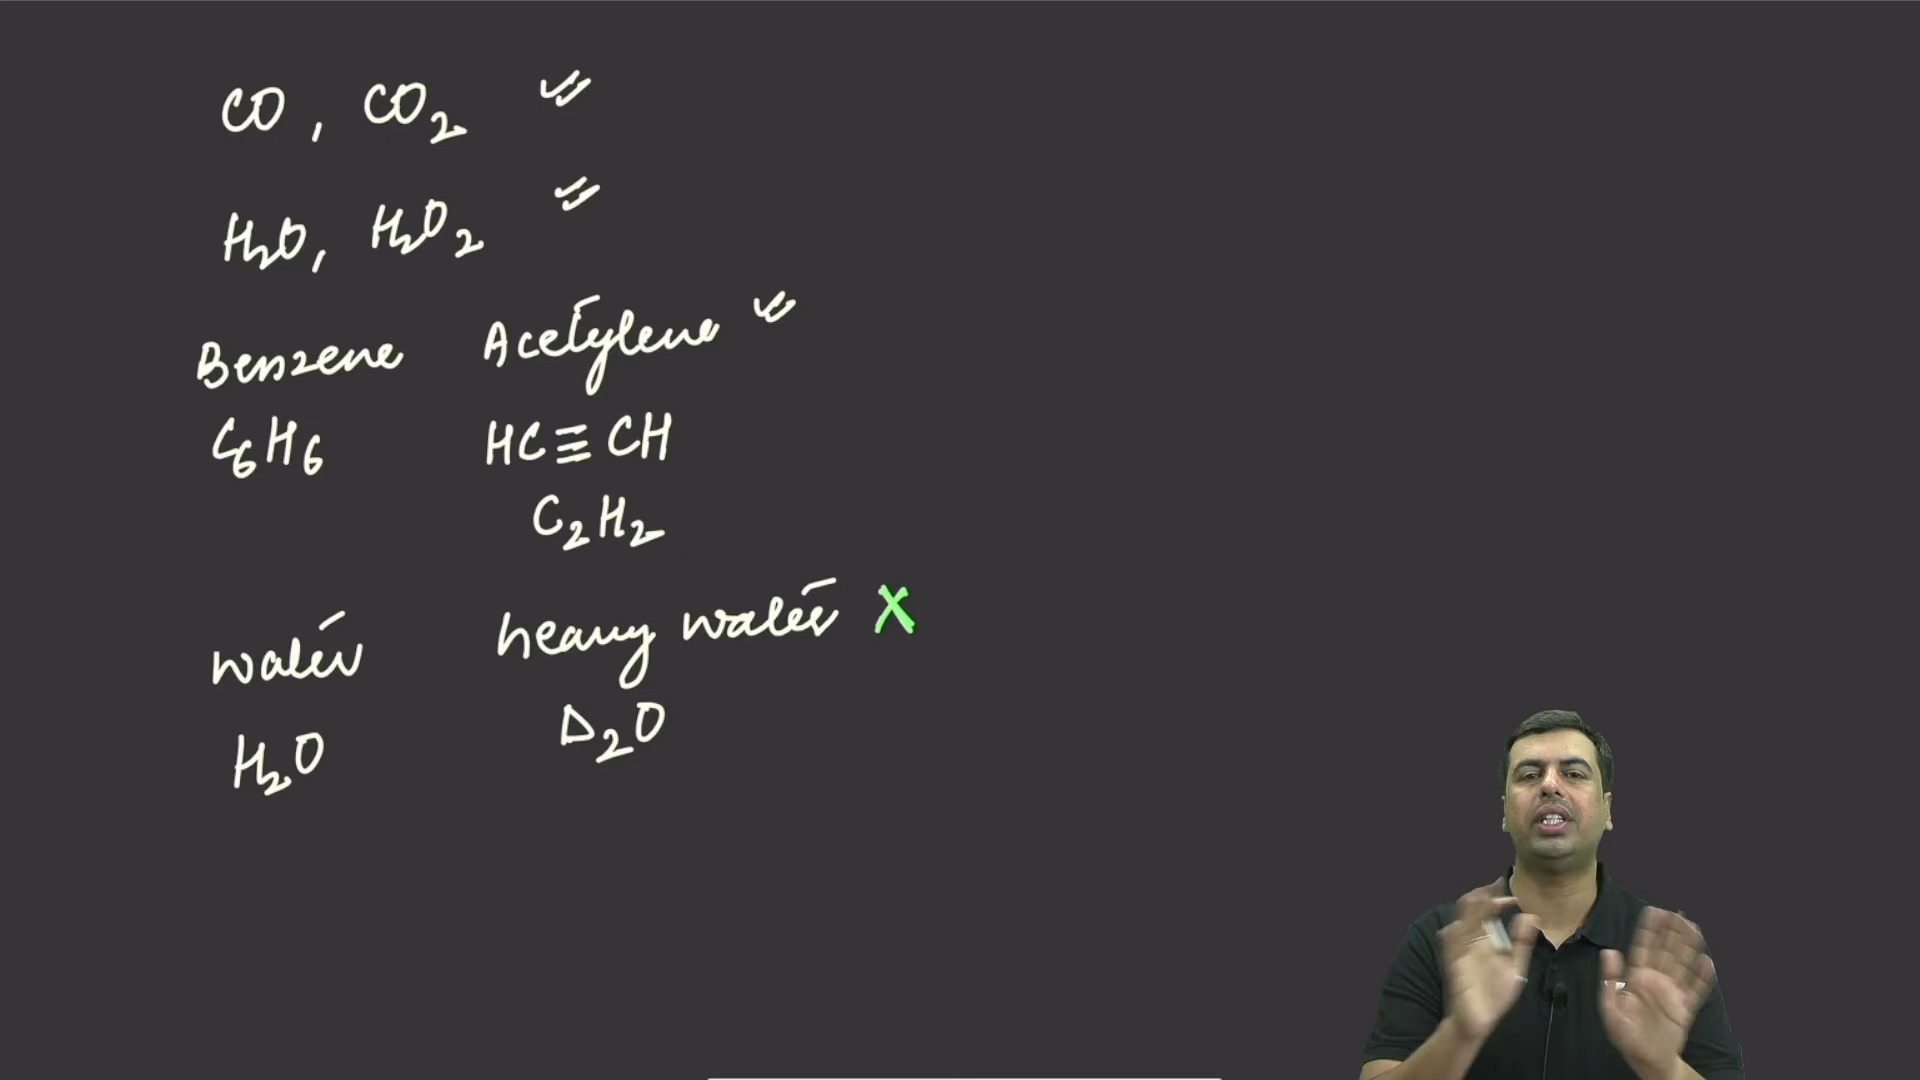 CO, CO₂
H₂O, H₂O₂
Benzene Acetylene
C₆H₆ HC≡CH
C₂H₂
water heavy water X
H₂O D₂O